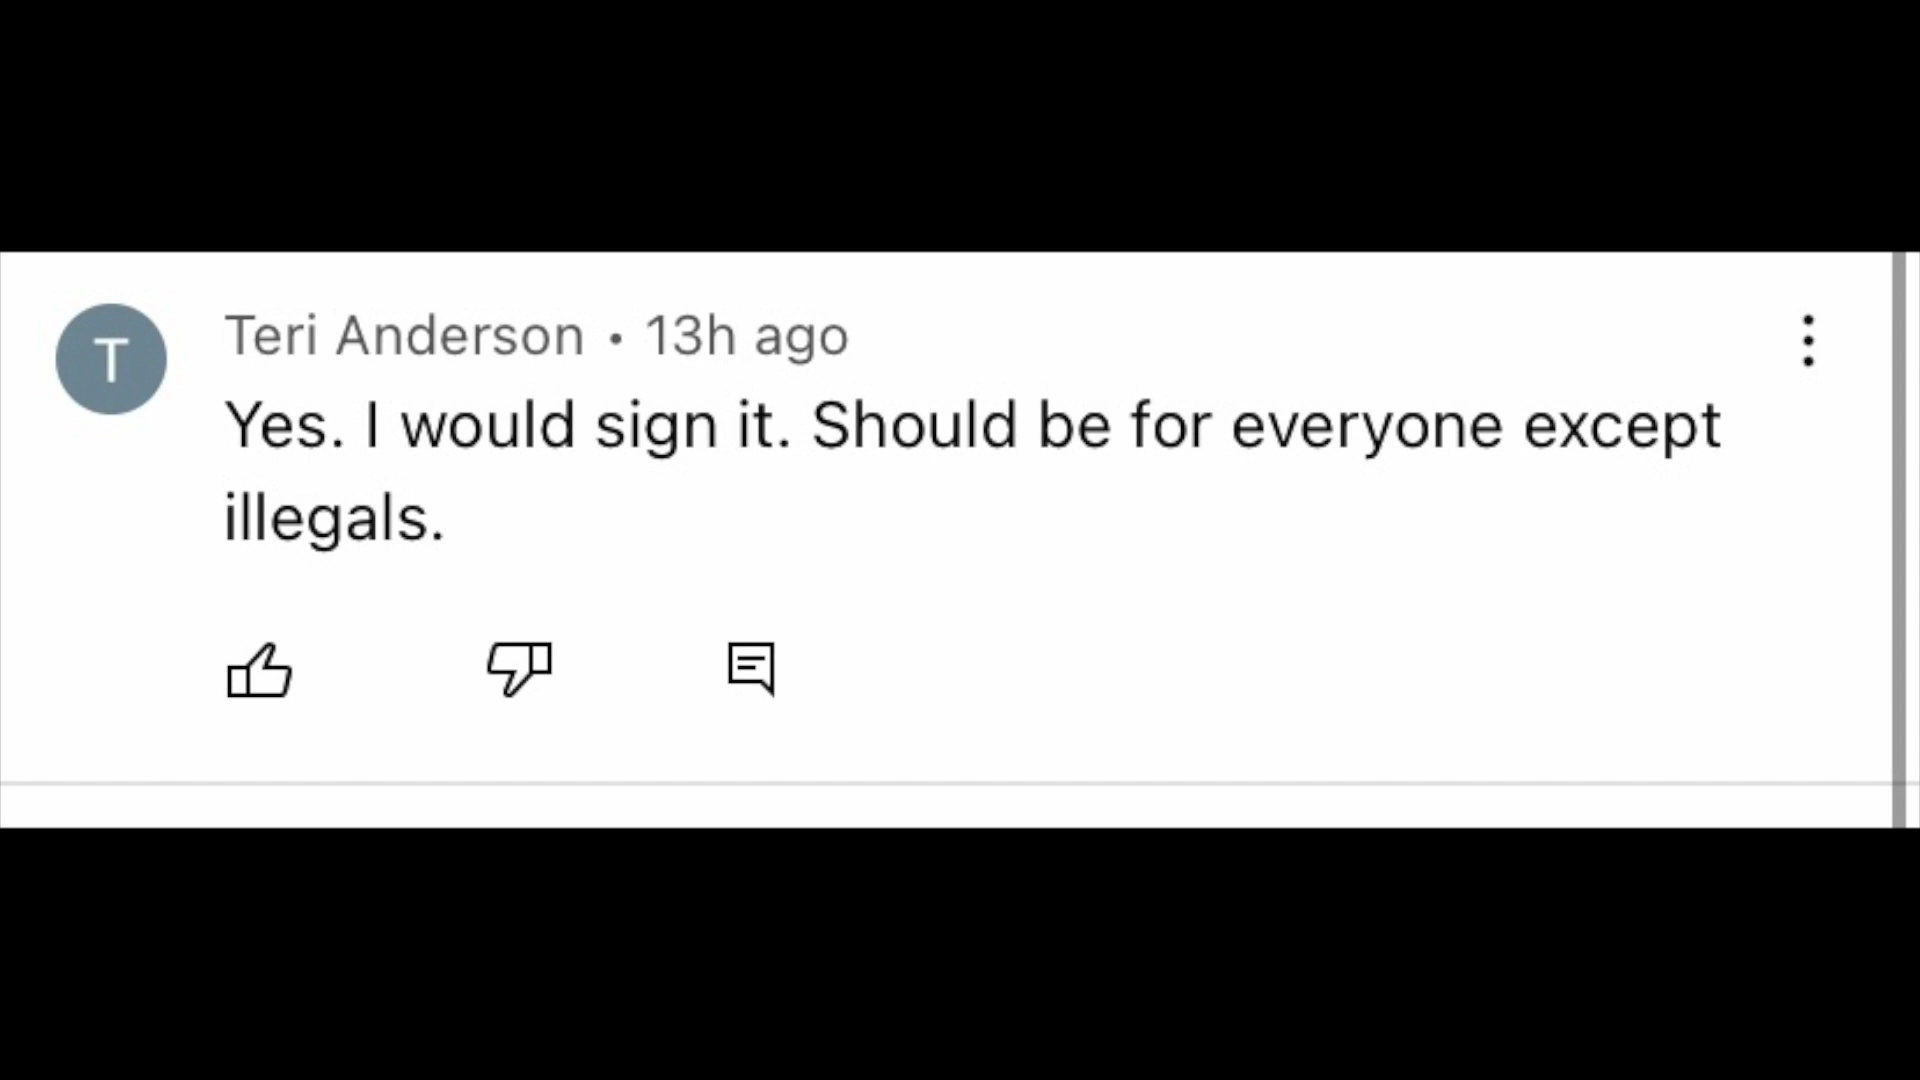 T
Teri Anderson • 13h ago
Yes. I would sign it. Should be for everyone except
illegals.